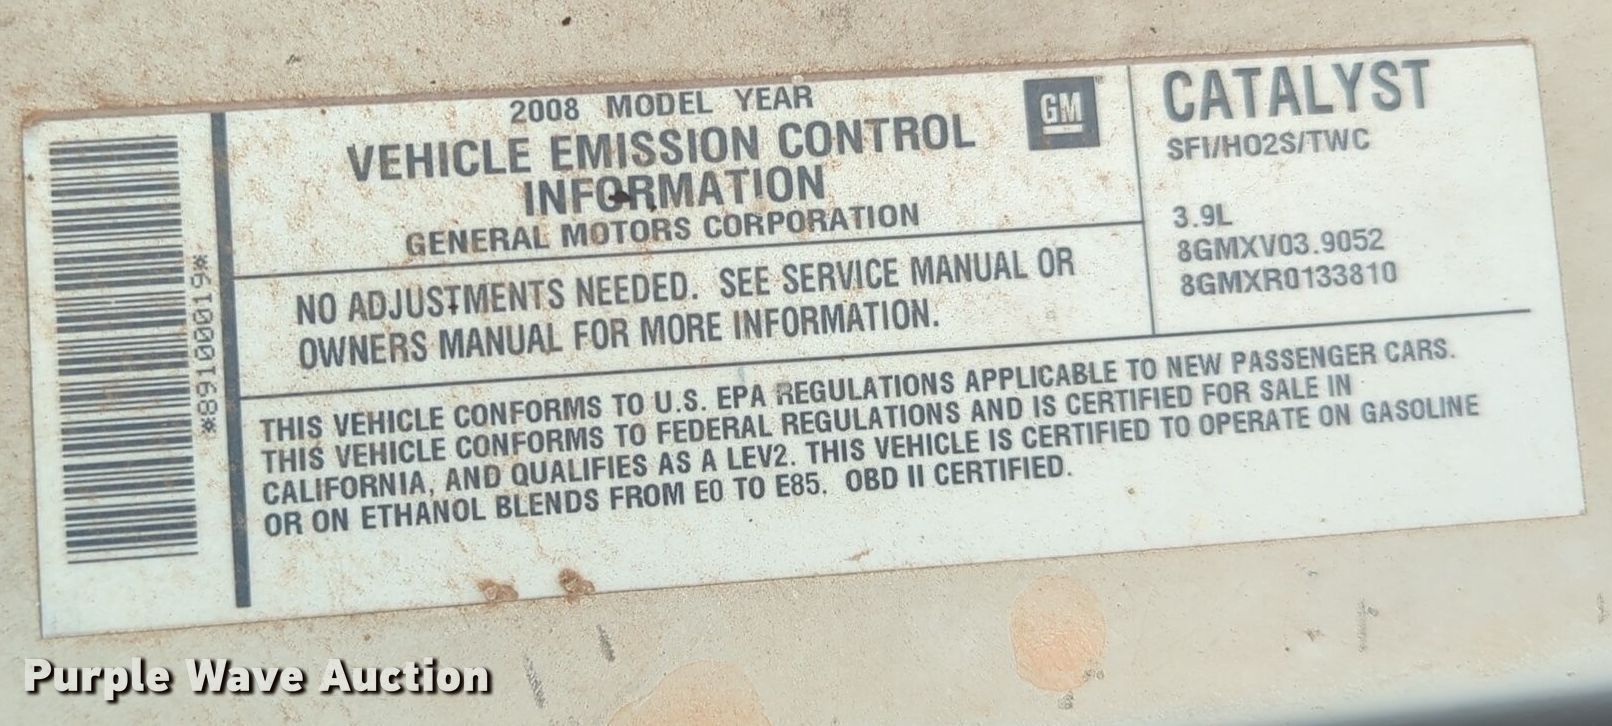 2008 MODEL YEAR
VEHICLE EMISSION CONTROL
INFORMATION
GENERAL MOTORS CORPORATION
GM
CATALYST
SFI/HO2S/TWC
3.9L
8GMXV03.9052
8GMXR0133810
NO ADJUSTMENTS NEEDED. SEE SERVICE MANUAL OR
OWNERS MANUAL FOR MORE INFORMATION.
THIS VEHICLE CONFORMS TO U.S. EPA REGULATIONS APPLICABLE TO NEW PASSENGER CARS.
THIS VEHICLE CONFORMS TO FEDERAL REGULATIONS AND IS CERTIFIED FOR SALE IN
CALIFORNIA, AND QUALIFIES AS A LEV2. THIS VEHICLE IS CERTIFIED TO OPERATE ON GASOLINE
OR ON ETHANOL BLENDS FROM E0 TO E85. OBD II CERTIFIED.
*89100019*
Purple Wave Auction